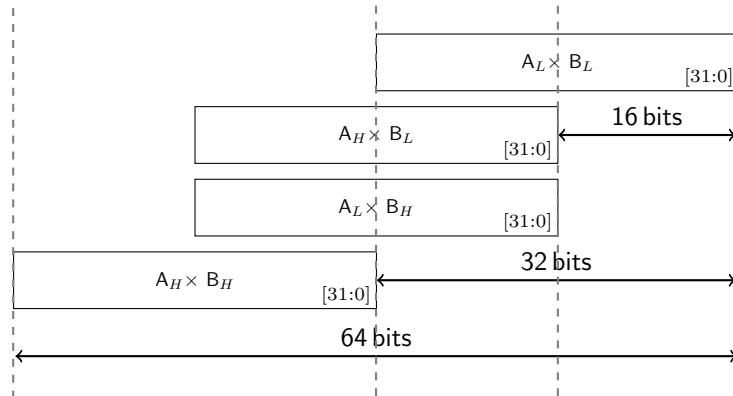 A_L× B_L
[31:0]
A_H× B_L
16 bits
[31:0]
A_L× B_H
[31:0]
A_H× B_H
32 bits
[31:0]
64 bits